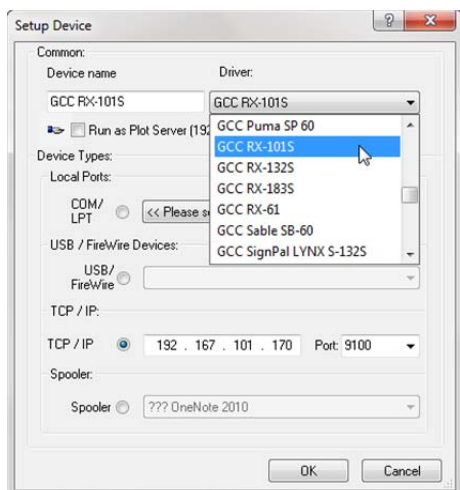 Setup Device
Common:
Device name Driver:
GCC RX-101S GCC RX-101S
Run as Plot Server (192
GCC Puma SP 60
GCC RX-101S
GCC RX-132S
GCC RX-183S
GCC RX-61
GCC Sable SB-60
GCC SignPal LYNX S-132S
Device Types:
Local Ports:
COM/
LPT << Please se
USB / FireWire Devices:
USB/
FireWire
TCP / IP:
TCP / IP 192 . 167 . 101 . 170 Port: 9100
Spooler:
Spooler ??? OneNote 2010
OK Cancel